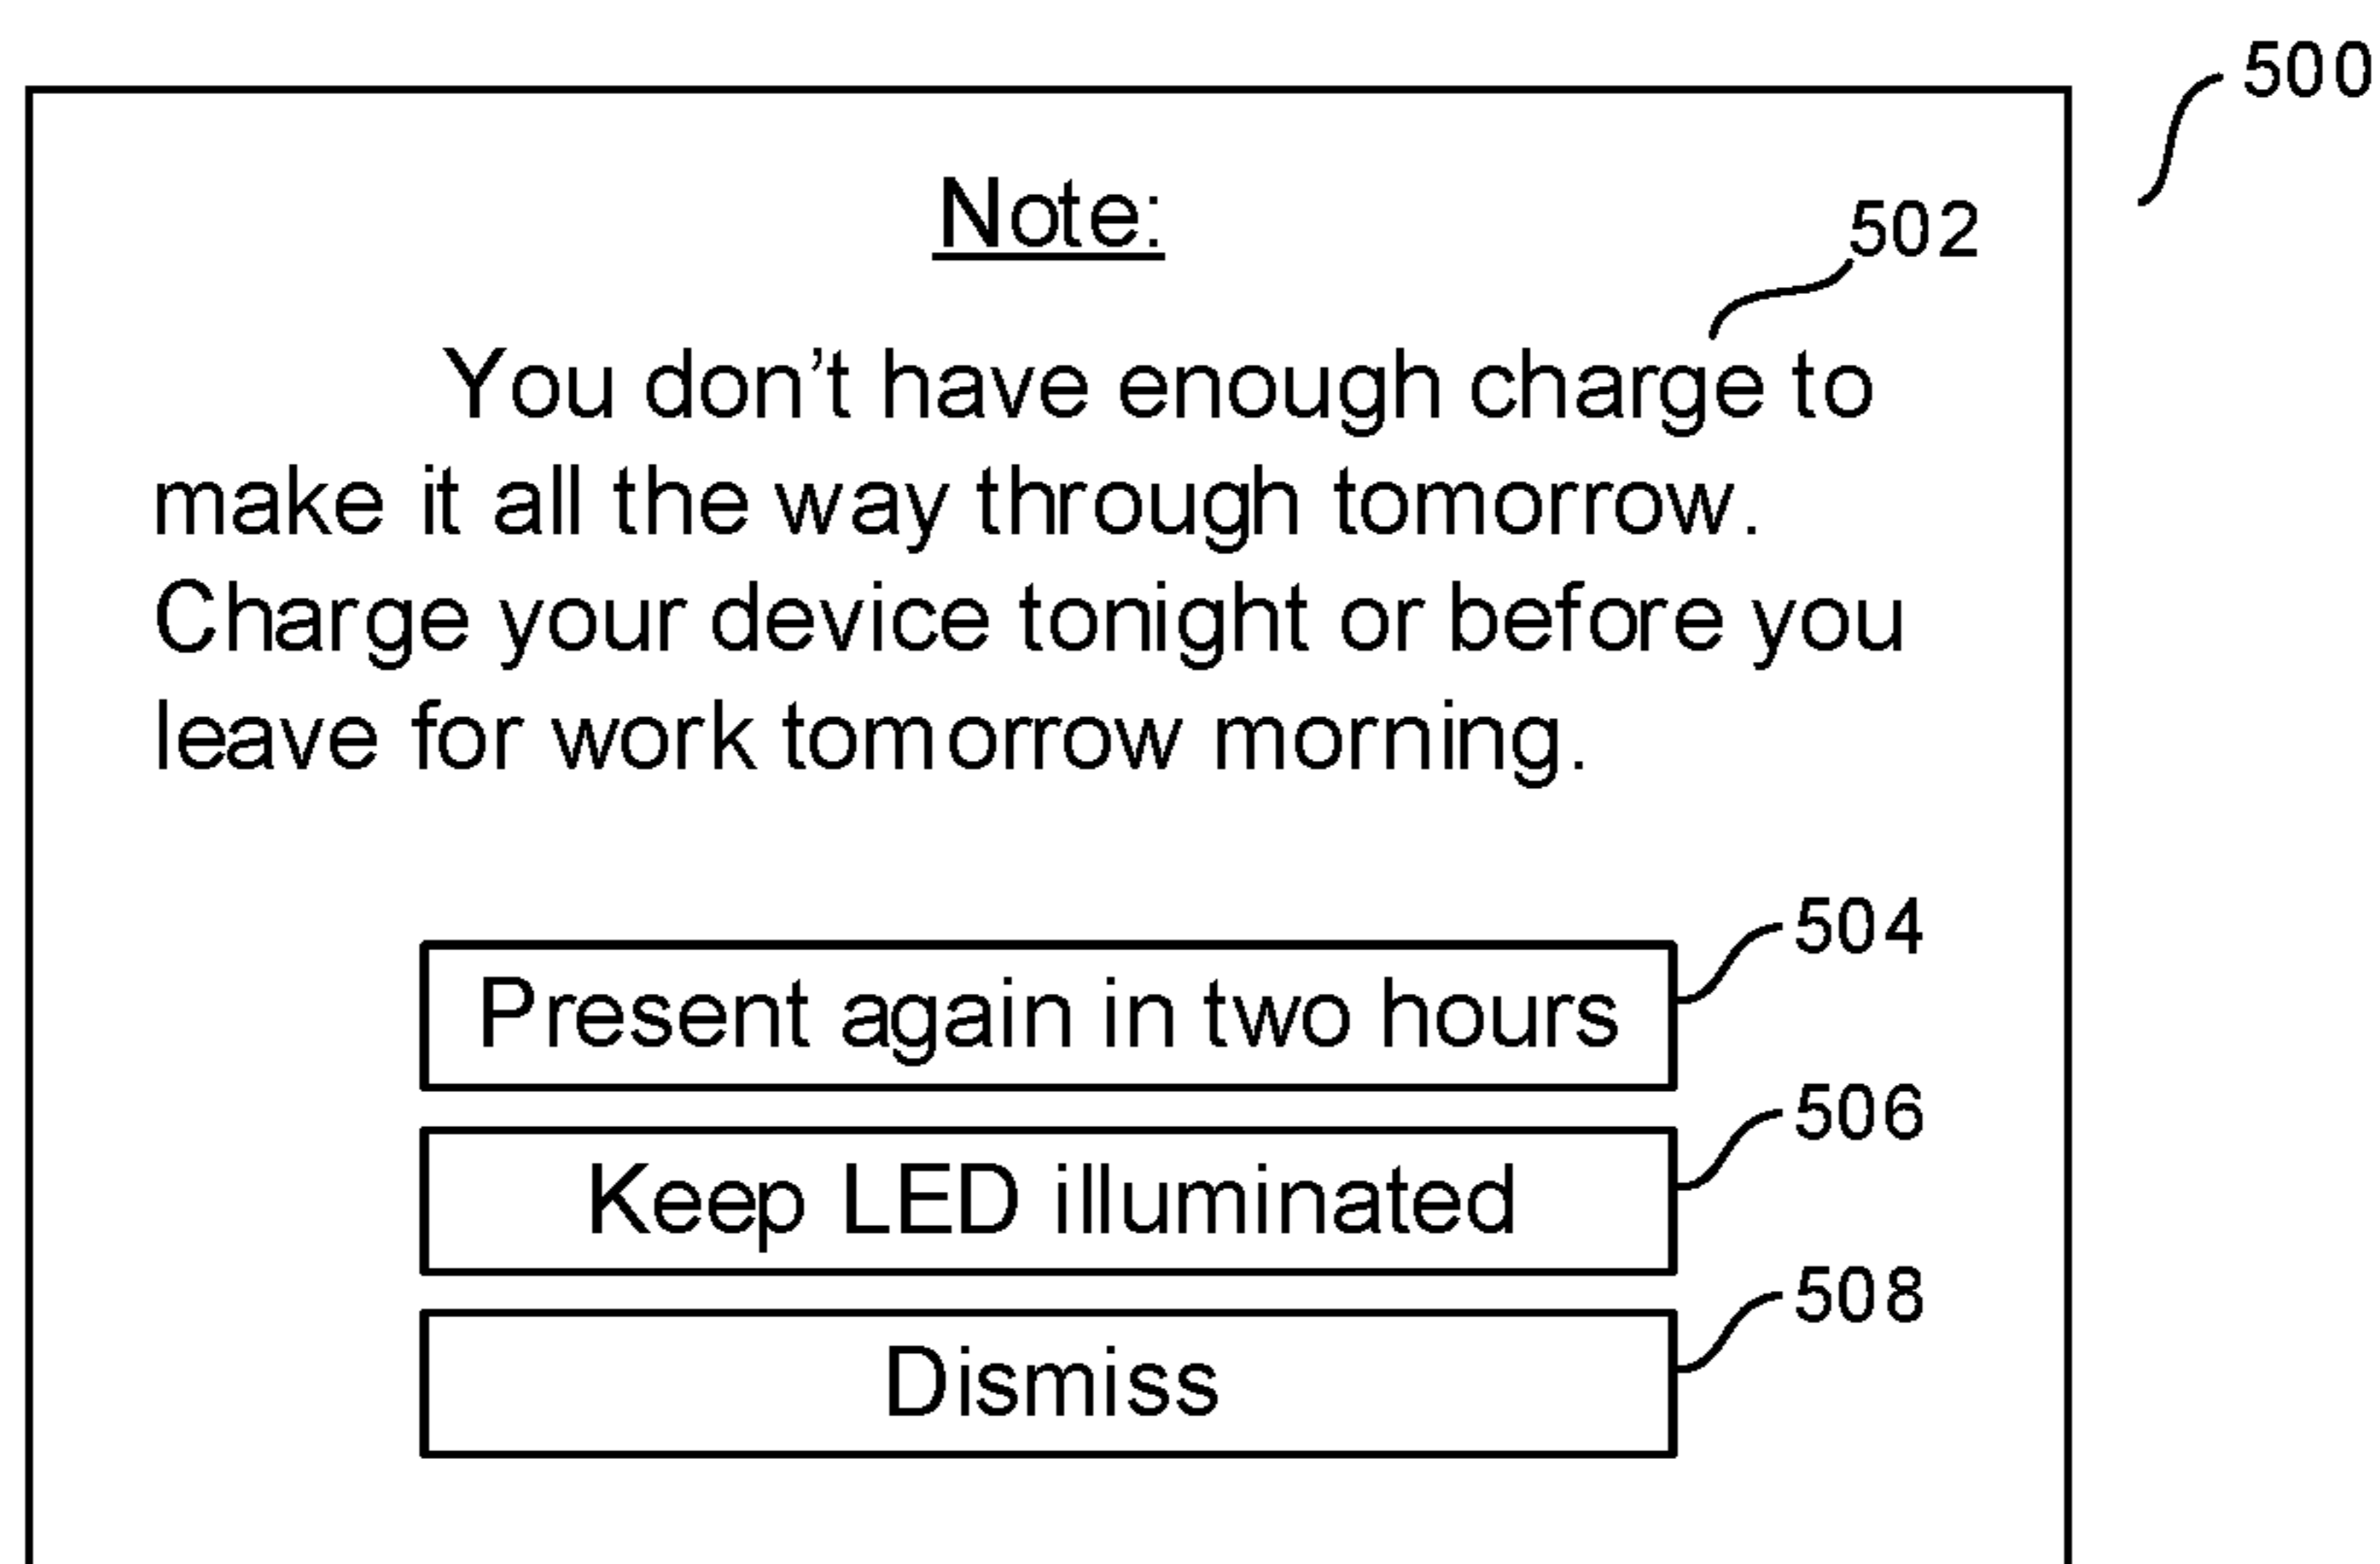 500
Note:
502
You don't have enough charge to
make it all the way through tomorrow.
Charge your device tonight or before you
leave for work tomorrow morning.
504
Present again in two hours
506
Keep LED illuminated
508
Dismiss